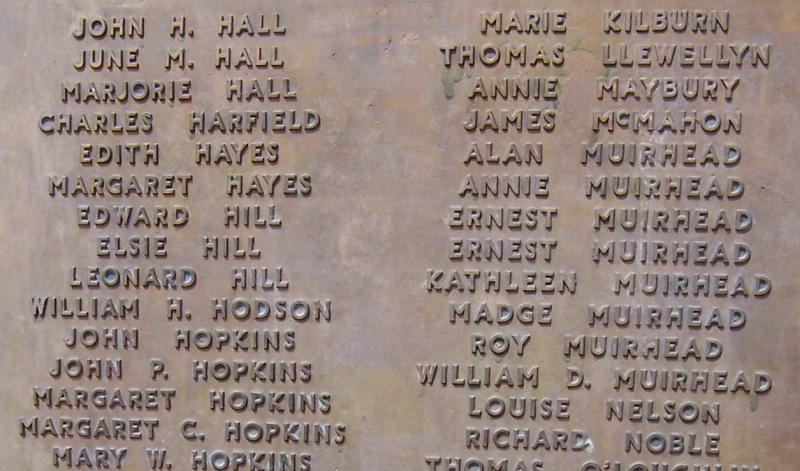 JOHN H. HALL
JUNE M. HALL
MARJORIE HALL
CHARLES HARFIELD
EDITH HAYES
MARGARET HAYES
EDWARD HILL
ELSIE HILL
LEONARD HILL
WILLIAM H. HODSON
JOHN HOPKINS
JOHN P. HOPKINS
MARGARET HOPKINS
MARGARET C. HOPKINS
MARY W. HOPKINS
MARIE KILBURN
THOMAS LLEWELLYN
ANNIE MAYBURY
JAMES McMAHON
ALAN MUIRHEAD
ANNIE MUIRHEAD
ERNEST MUIRHEAD
ERNEST MUIRHEAD
KATHLEEN MUIRHEAD
MADGE MUIRHEAD
ROY MUIRHEAD
WILLIAM D. MUIRHEAD
LOUISE NELSON
RICHARD NOBLE
THOMAS